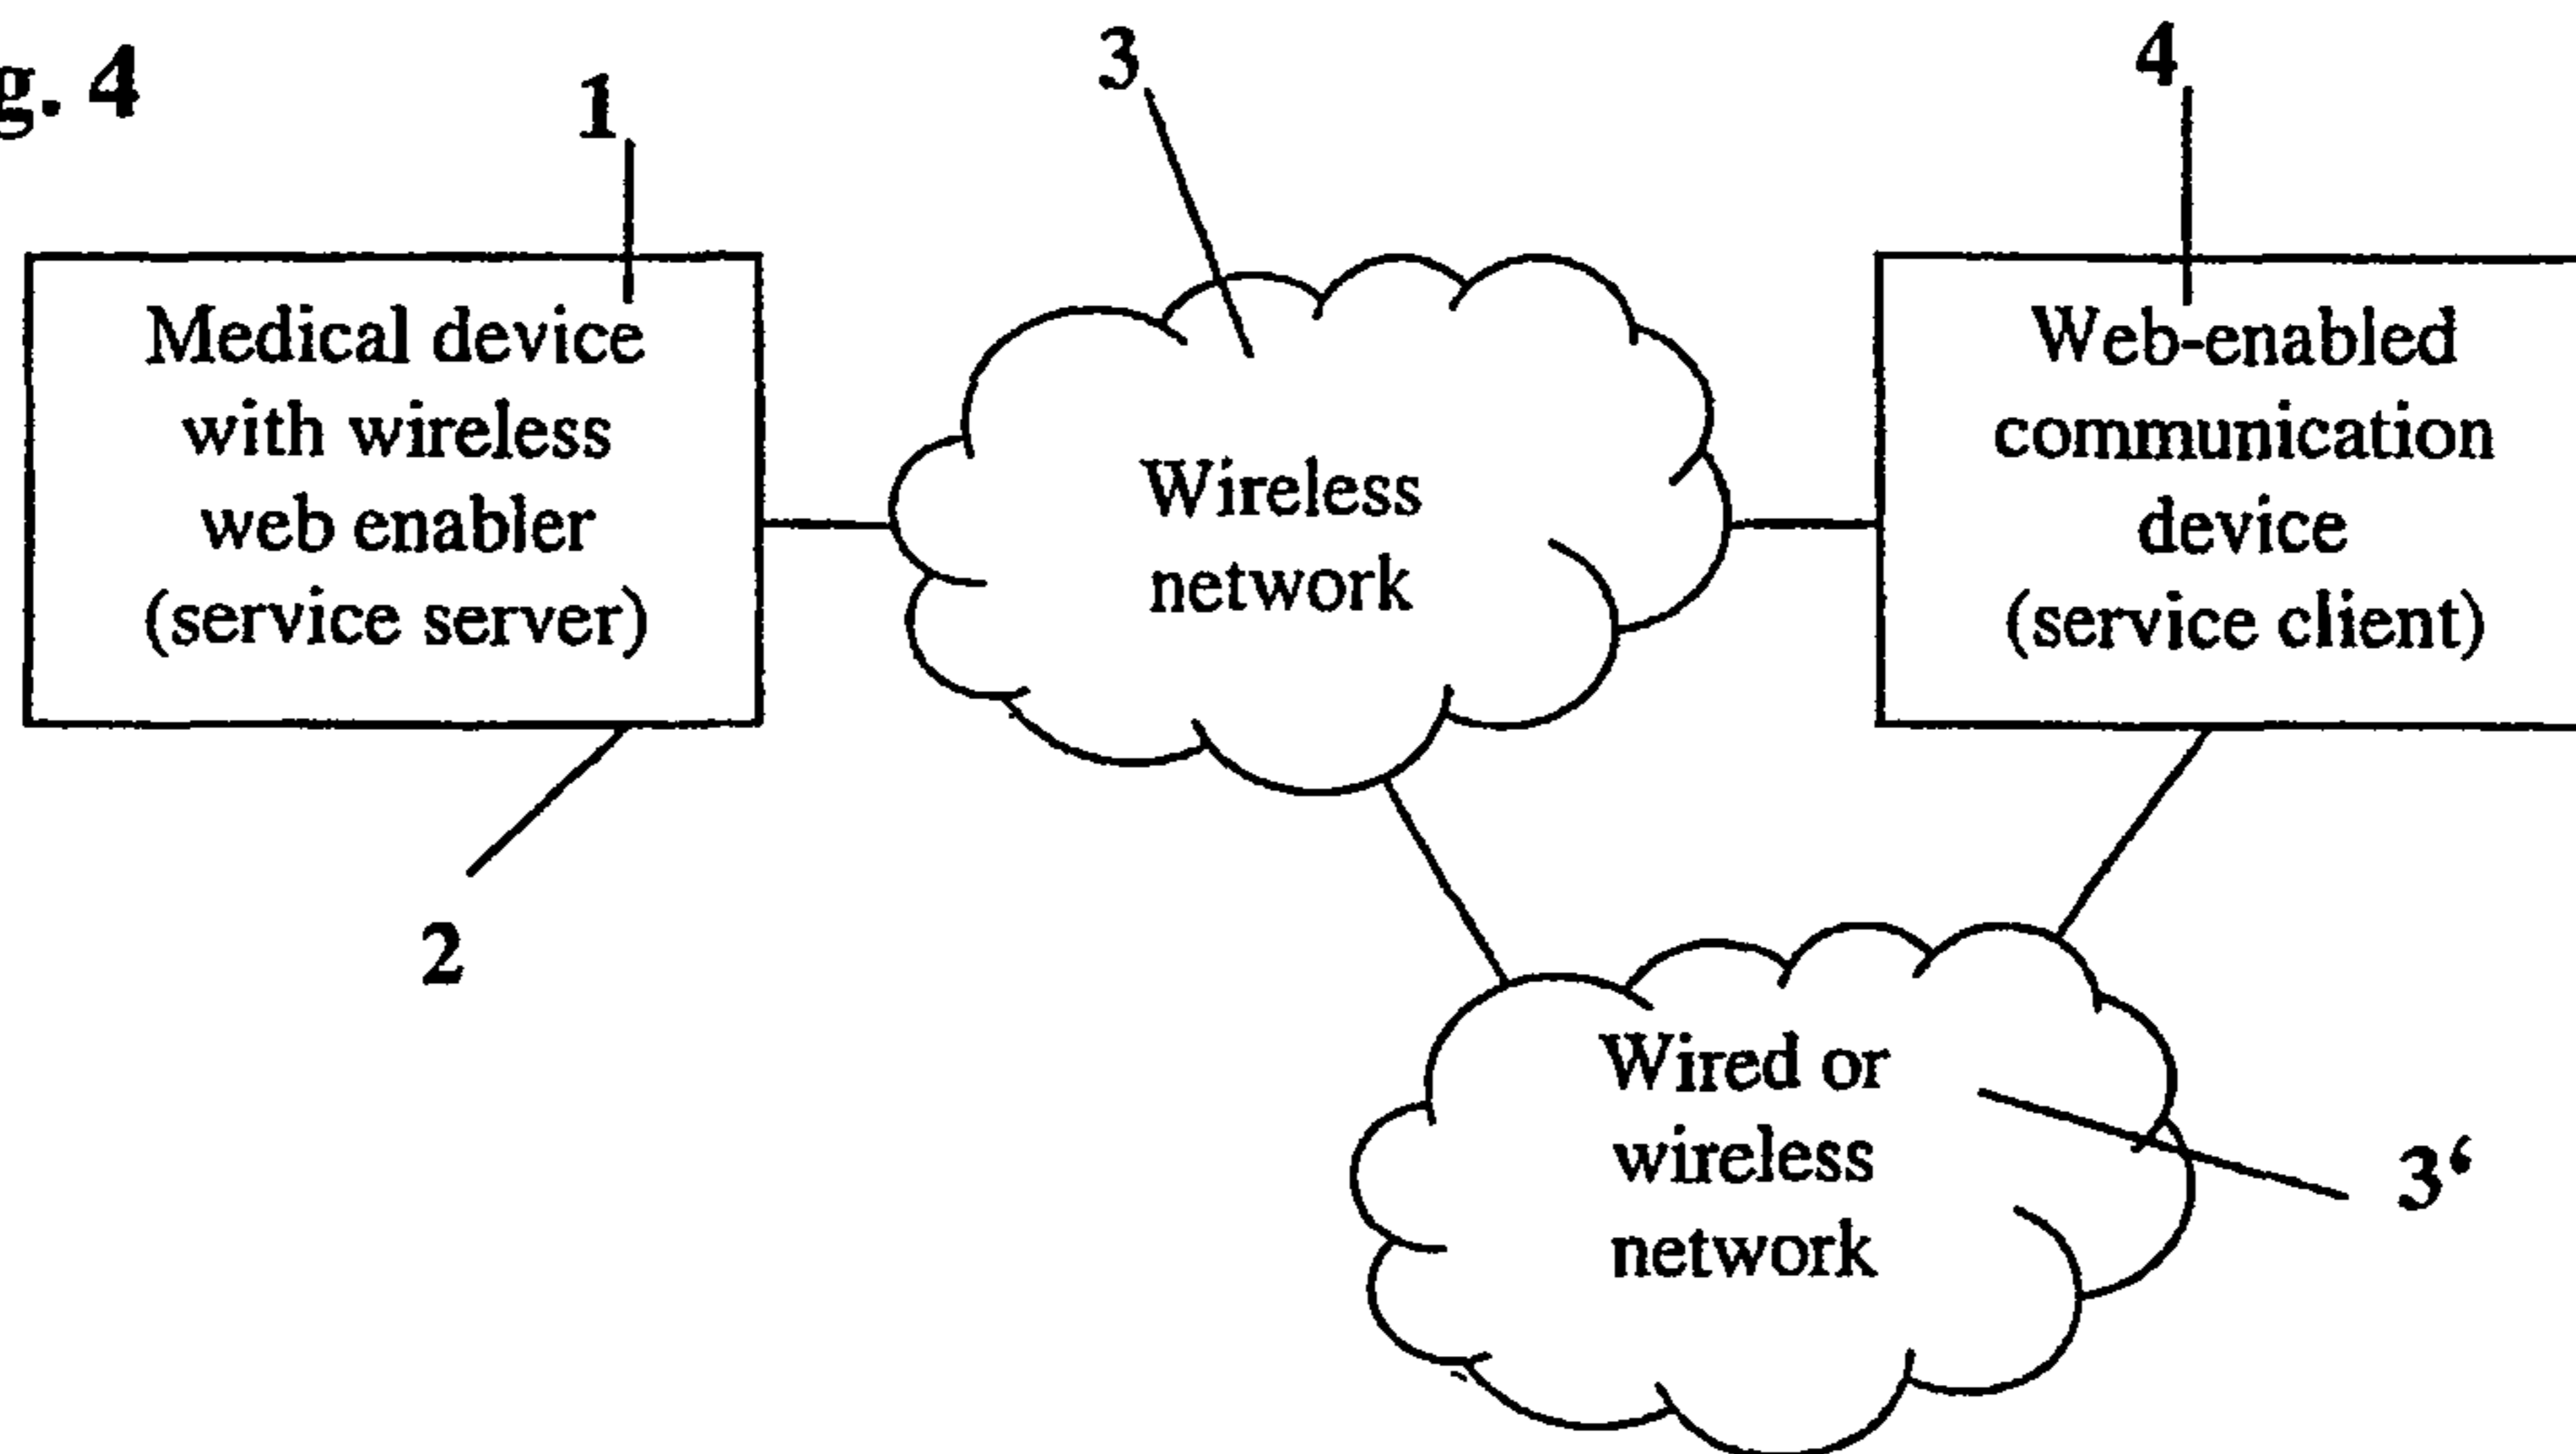 g. 4
1
3
4
Medical device
with wireless
web enabler
(service server)
Wireless
network
Web-enabled
communication
device
(service client)
2
Wired or
wireless
network
3‘